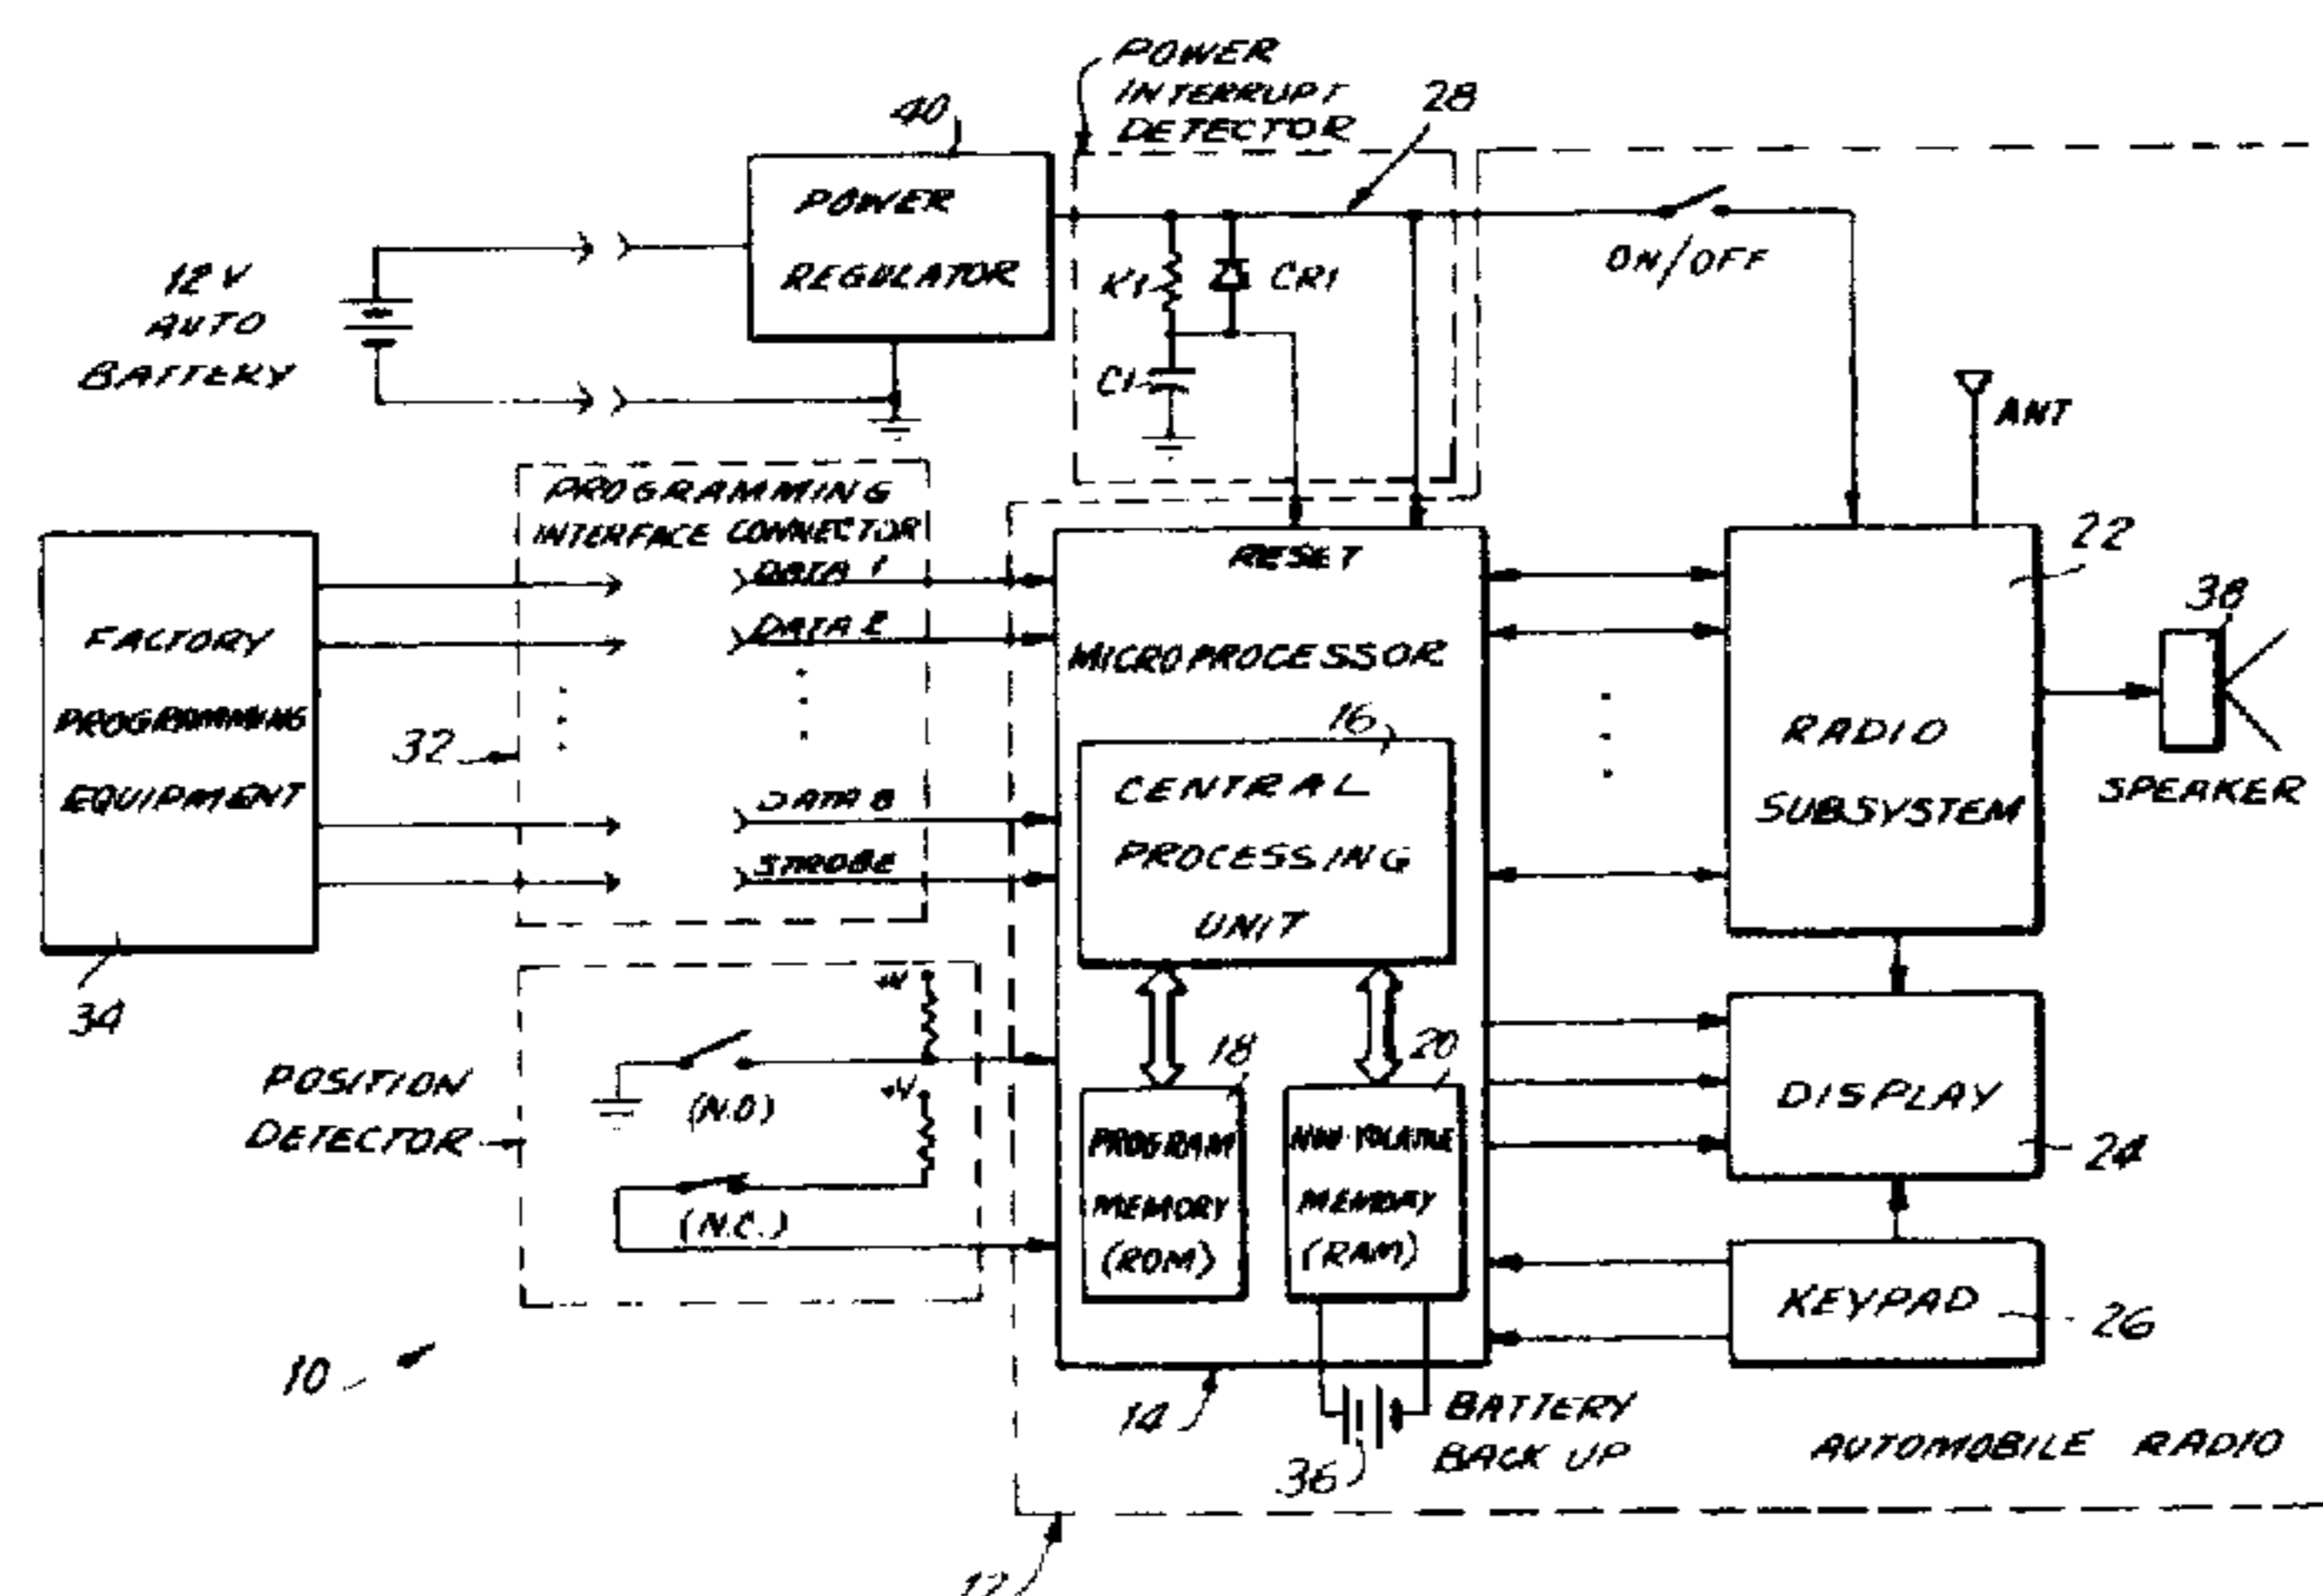 POWER
INTERRUPT
DETECTOR
28
40
POWER
REGULATOR
12 V
AUTO
BATTERY
K1
CR1
C1
ON/OFF
ANT
PROGRAMMING
INTERFACE CONNECTOR
DATA 1
DATA 2
DATA 8
STROBE
32
FACTORY
PROGRAMMING
EQUIPMENT
34
RESET
MICROPROCESSOR
16
CENTRAL
PROCESSING
UNIT
22
RADIO
SUBSYSTEM
38
SPEAKER
POSITION
DETECTOR
+V
(N.O)
+V
(N.C.)
18
PROGRAM
MEMORY
(ROM)
20
NON-VOLATILE
MEMORY
(RAM)
DISPLAY
24
KEYPAD
26
10
14
36
BATTERY
BACK UP
AUTOMOBILE RADIO
12